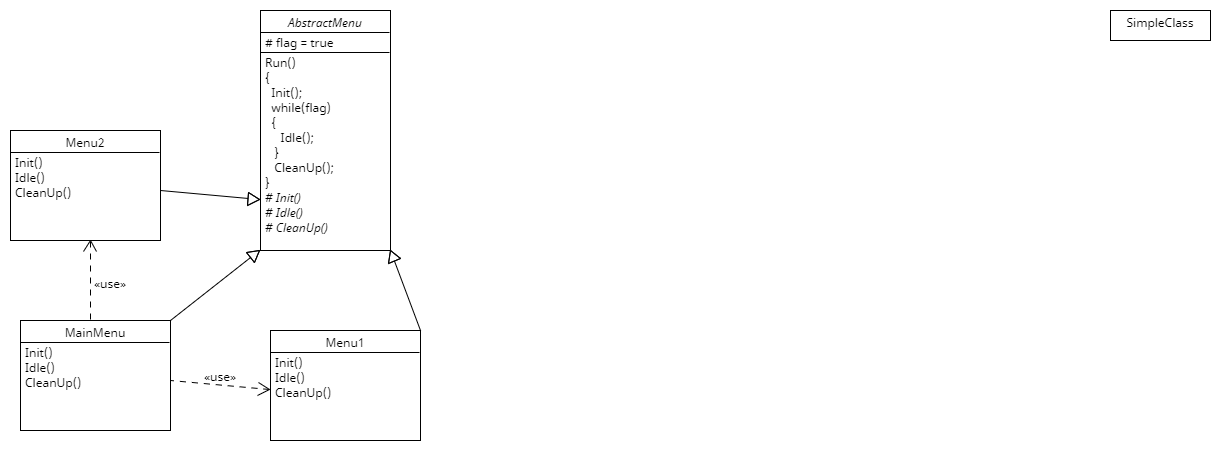 AbstractMenu
# flag = true
Run()
{
Init();
while(flag)
{
Idle();
}
CleanUp();
}
# Init()
# Idle()
# CleanUp()
SimpleClass
Menu2
Init()
Idle()
CleanUp()
«use»
MainMenu
Init()
Idle()
CleanUp()
«use»
Menu1
Init()
Idle()
CleanUp()